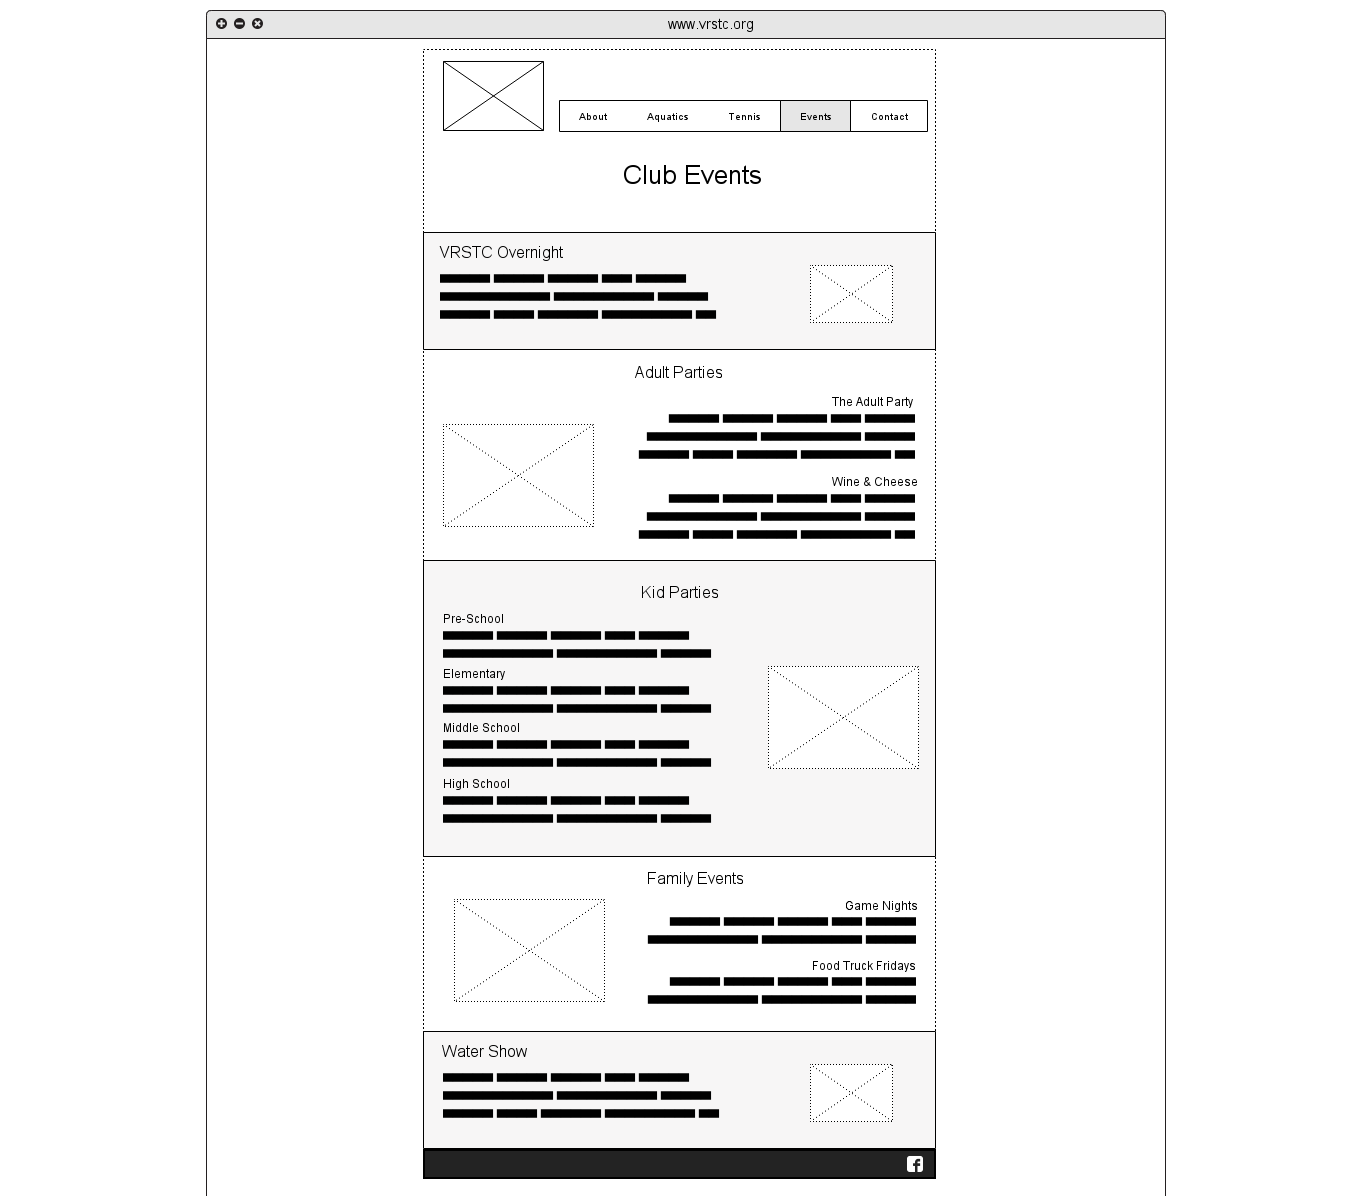 www.vrstc.org
About Aquatics Tennis Events Contact
Club Events
VRSTC Overnight
Adult Parties
The Adult Party
Wine & Cheese
Kid Parties
Pre-School
Elementary
Middle School
High School
Family Events
Game Nights
Food Truck Fridays
Water Show